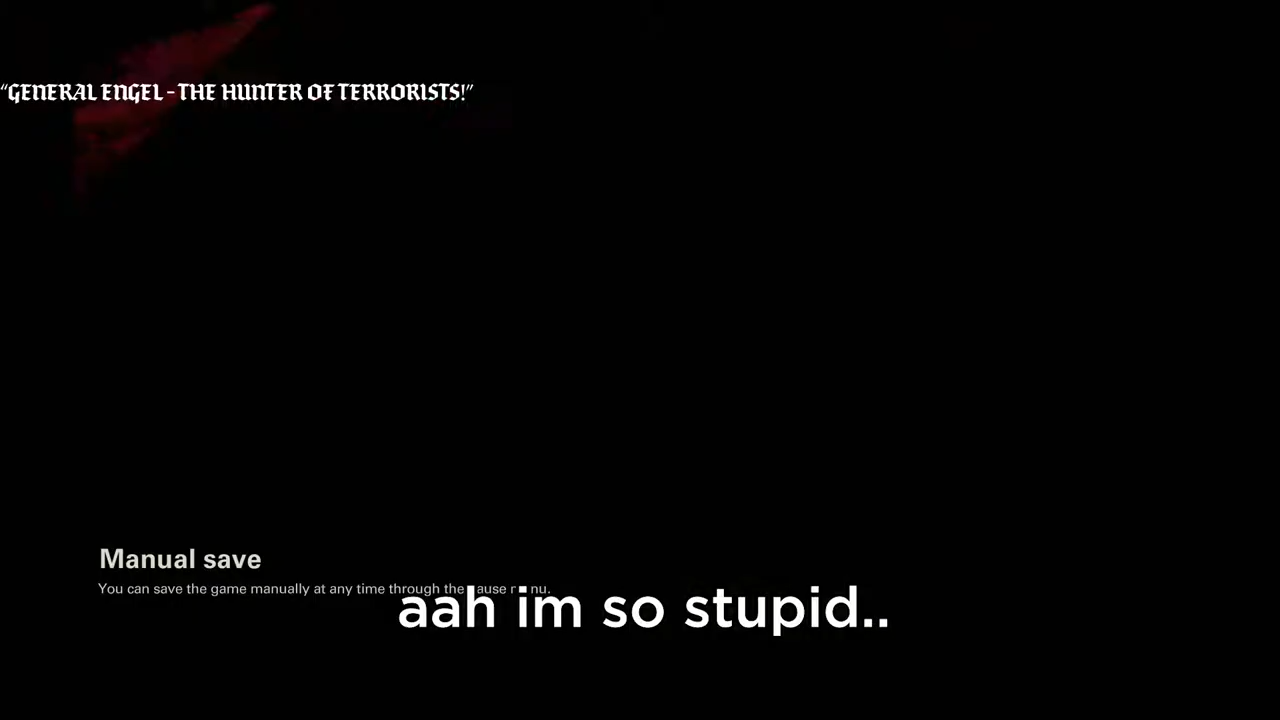 “GENERAL ENGEL - THE HUNTER OF TERRORISTS!”
Manual save
You can save the game manually at any time through the
aah im so stupid..